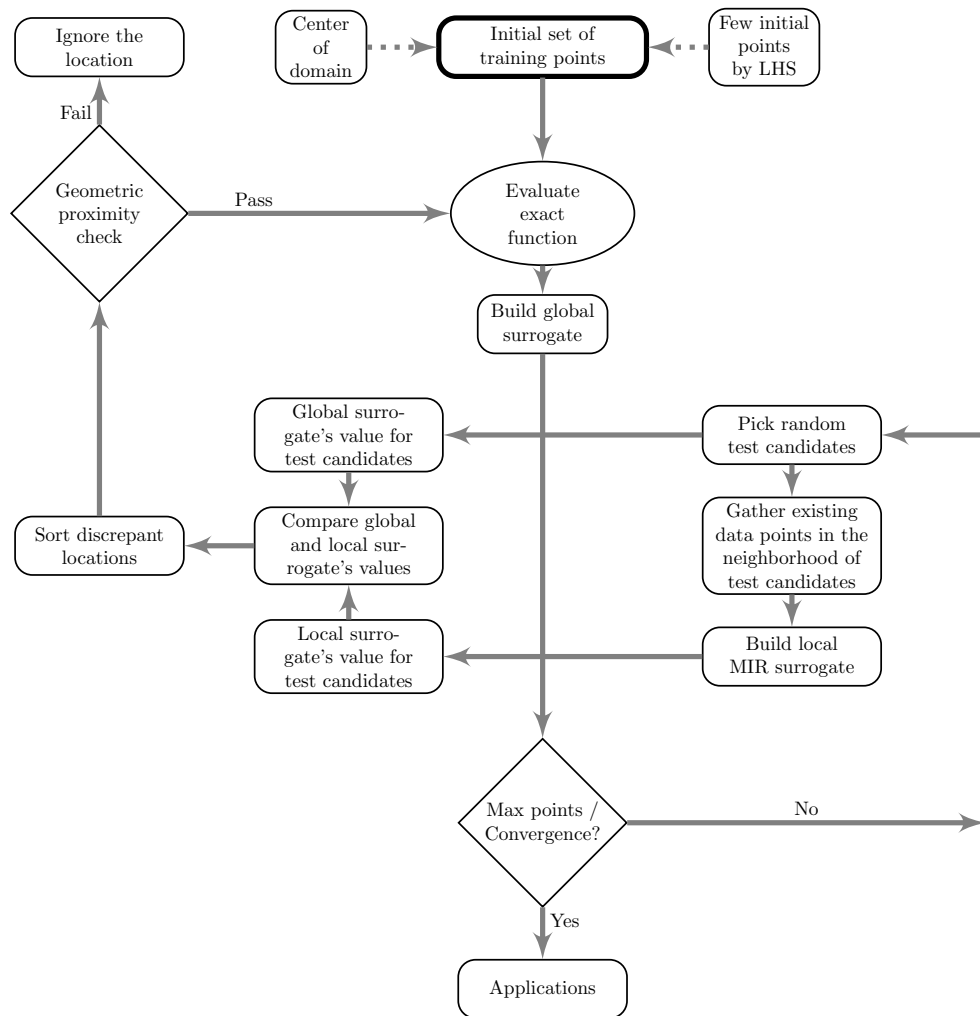 Ignore the
location
Center
of
domain
Initial set of
training points
Few initial
points
by LHS
Fail
Geometric
proximity
check
Pass
Evaluate
exact
function
Build global
surrogate
Global surro-
gate's value for
test candidates
Pick random
test candidates
Sort discrepant
locations
Compare global
and local sur-
rogate's values
Gather existing
data points in the
neighborhood of
test candidates
Local surro-
gate's value for
test candidates
Build local
MIR surrogate
Max points /
Convergence?
No
Yes
Applications